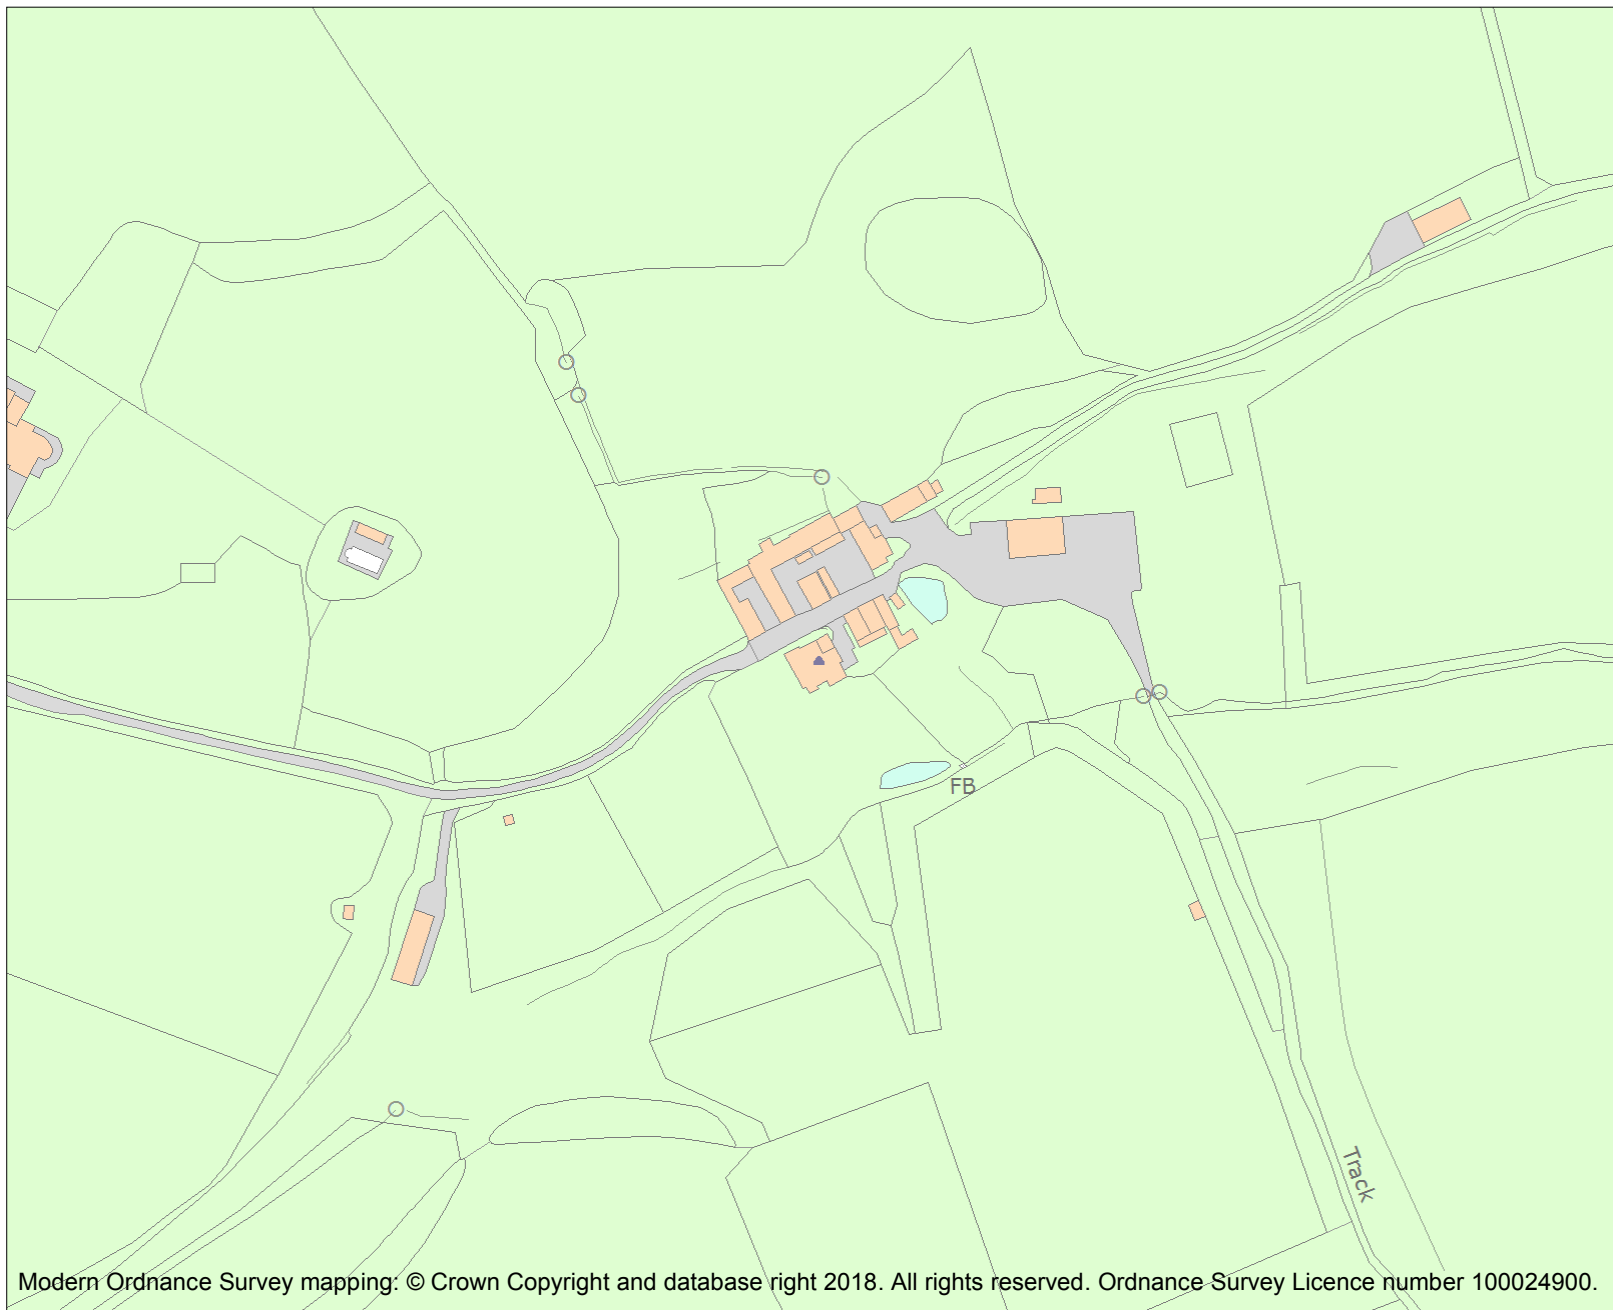 FB
Track
Modern Ordnance Survey mapping: © Crown Copyright and database right 2018. All rights reserved. Ordnance Survey Licence number 100024900.